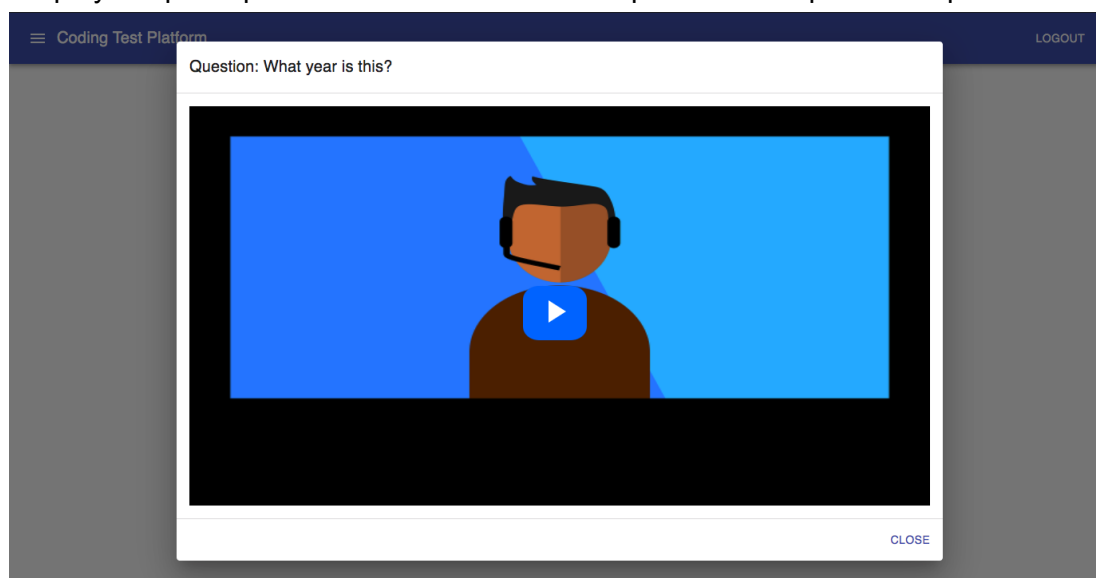 Coding Test Platform
LOGOUT
Question: What year is this?
CLOSE